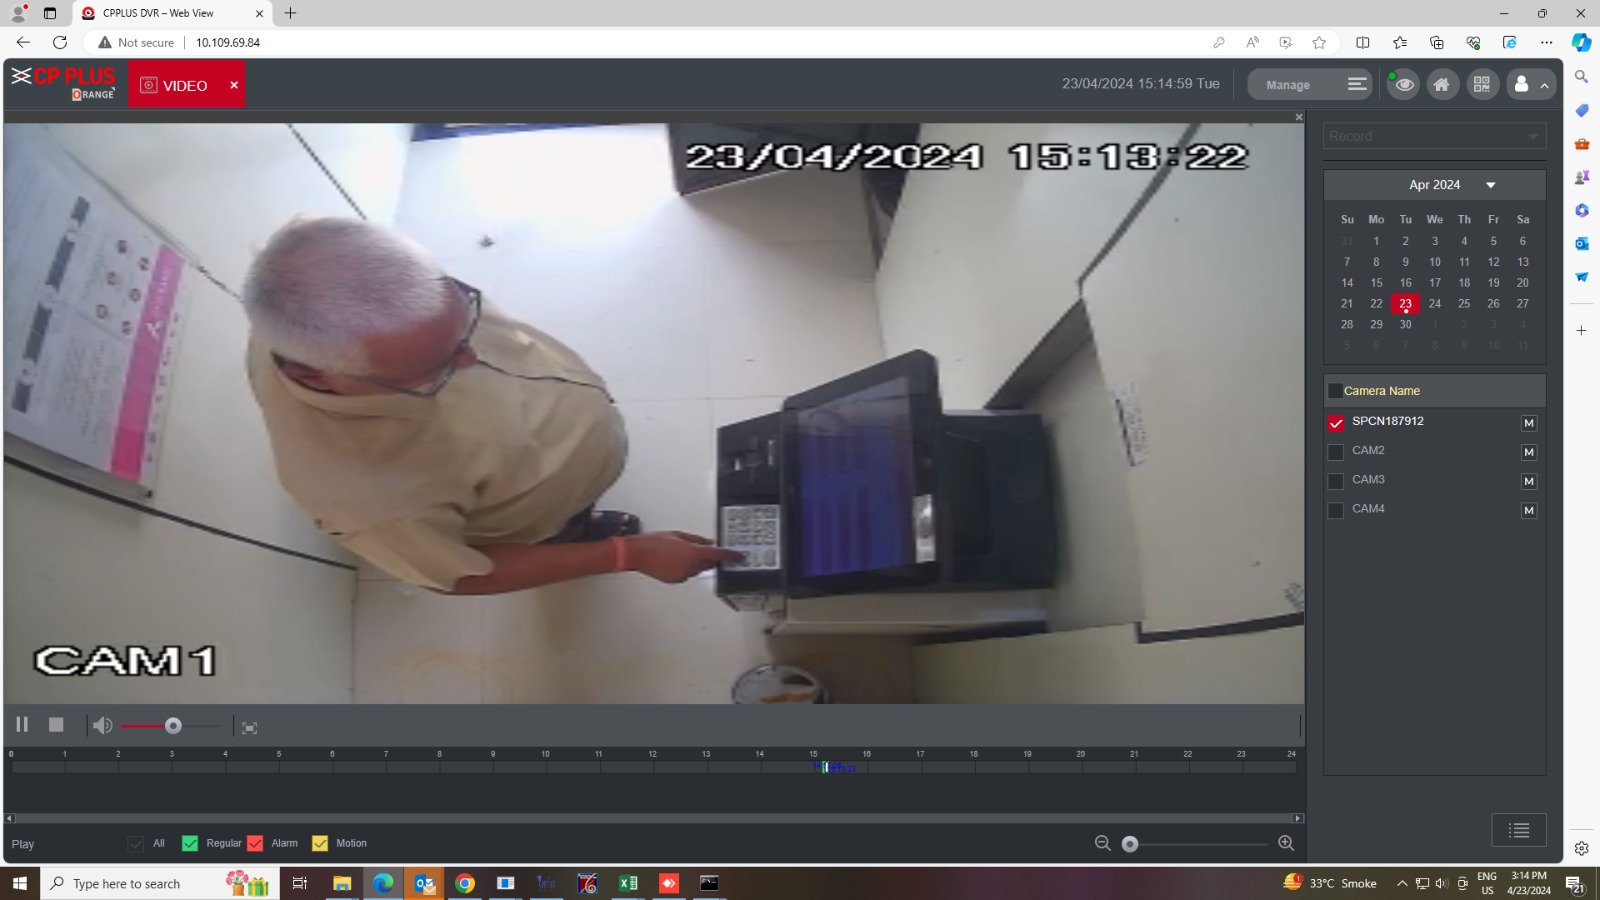 CPPLUS DVR – Web View
Not secure
10.109.69.84
CP PLUS
ORANGE
VIDEO
23/04/2024 15:14:59 Tue
Manage
23/04/2024 15:13:22
CAM1
Record
Apr 2024
Su Mo Tu We Th Fr Sa
31 1 2 3 4 5 6
7 8 9 10 11 12 13
14 15 16 17 18 19 20
21 22 23 24 25 26 27
28 29 30 1 2 3 4
5 6 7 8 9 10 11
Camera Name
SPCN187912 M
CAM2 M
CAM3 M
CAM4 M
0 1 2 3 4 5 6 7 8 9 10 11 12 13 14 15 16 17 18 19 20 21 22 23 24
Play
All Regular Alarm Motion
Type here to search
33°C Smoke
ENG
US
3:14 PM
4/23/2024
21